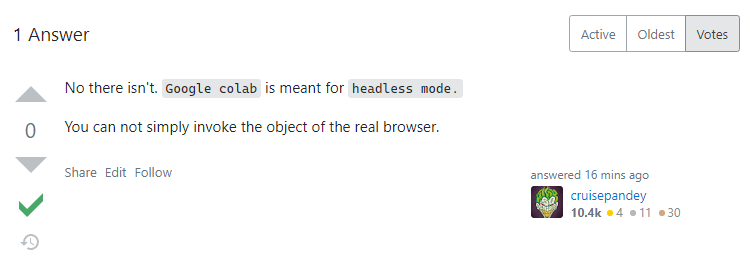 1 Answer
Active Oldest Votes
No there isn't. Google colab is meant for headless mode.
0
You can not simply invoke the object of the real browser.
Share Edit Follow
answered 16 mins ago
cruisepandey
10.4k 4 11 30